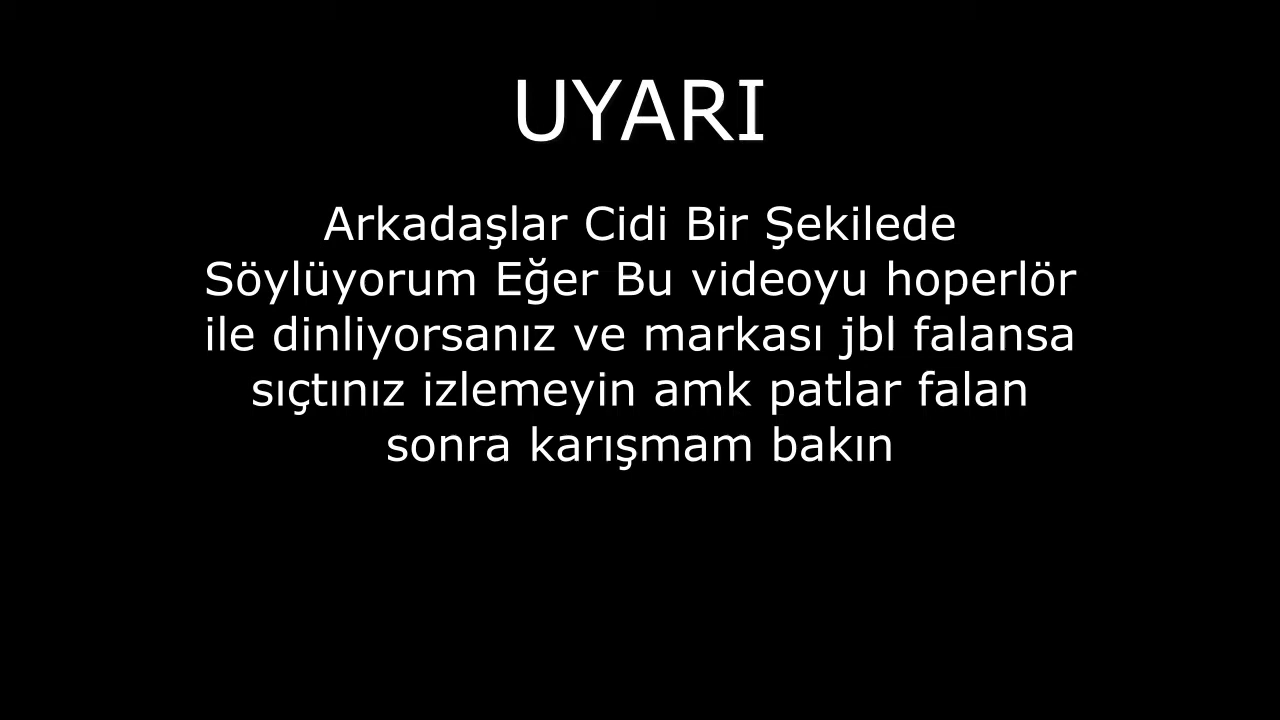 UYARI
Arkadaşlar Cidi Bir Şekilede
Söylüyorum Eğer Bu videoyu hoperlör
ile dinliyorsanız ve markası jbl falansa
sıçtınız izlemeyin amk patlar falan
sonra karışmam bakın